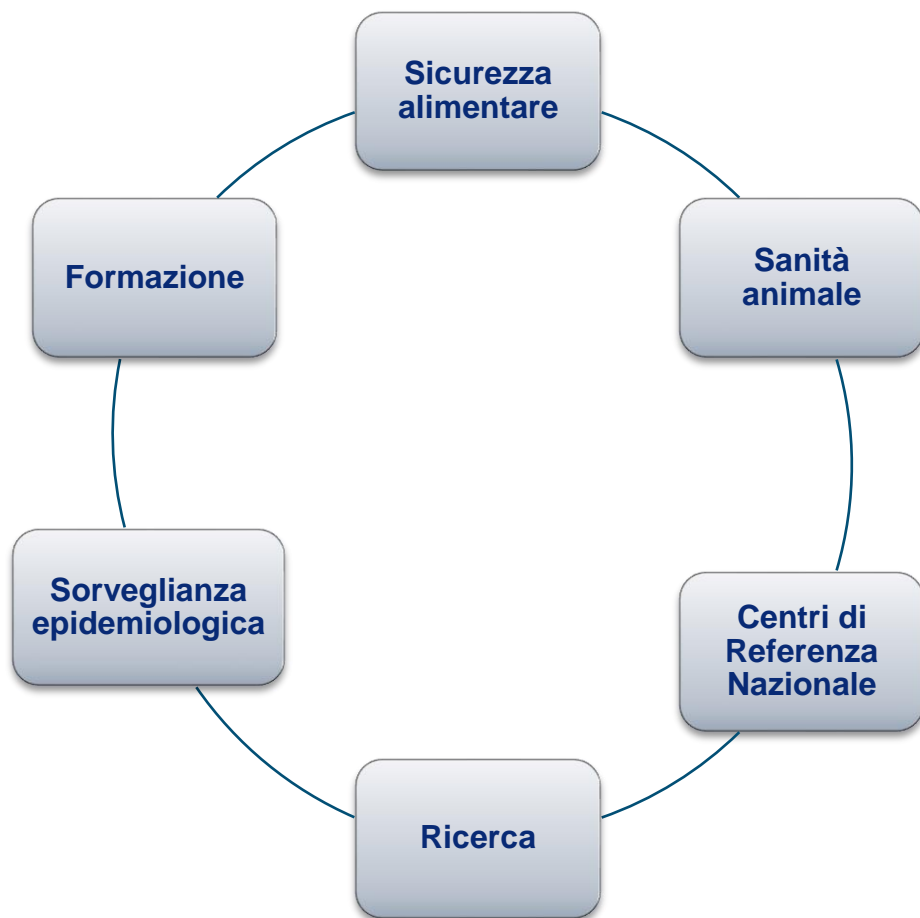 Sicurezza
alimentare
Sanità
animale
Centri di
Referenza
Nazionale
Ricerca
Sorveglianza
epidemiologica
Formazione